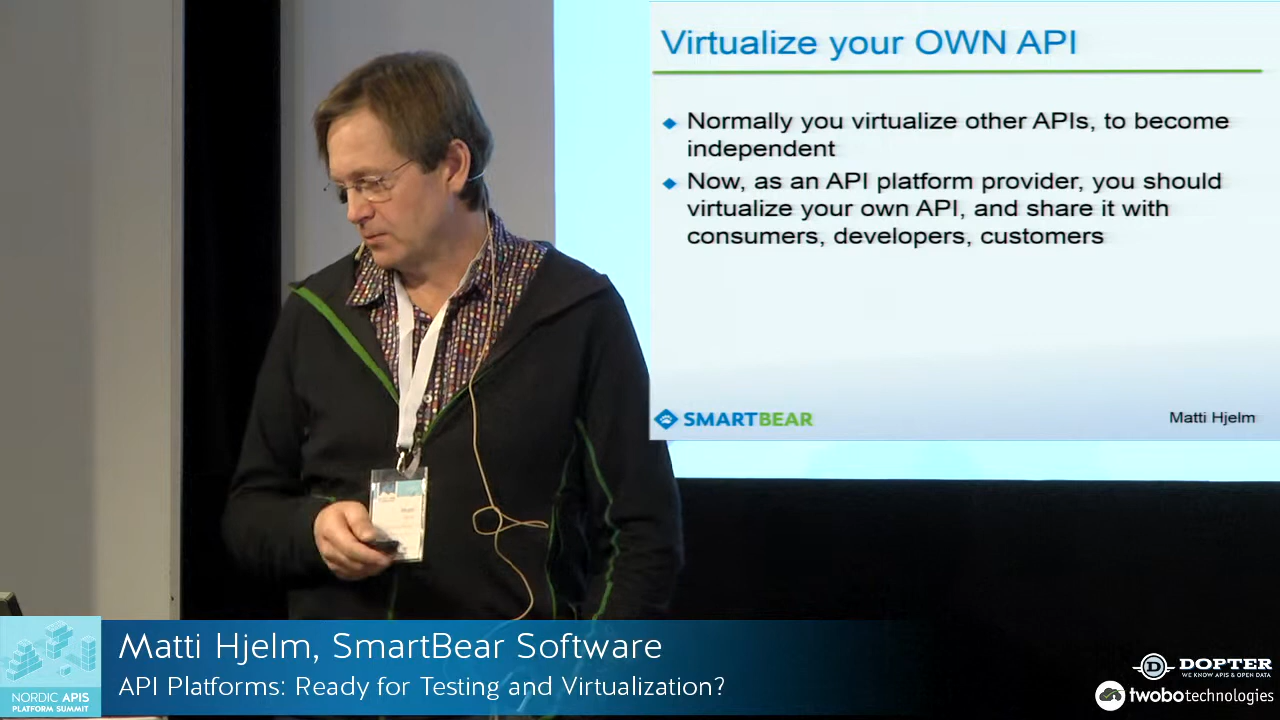 Virtualize your OWN API
Normally you virtualize other APIs, to become
independent
Now, as an API platform provider, you should
virtualize your own API, and share it with
consumers, developers, customers
SMARTBEAR
Matti Hjelm
Matti Hjelm, SmartBear Software
API Platforms: Ready for Testing and Virtualization?
NORDIC APIS
PLATFORM SUMMIT
DOPTER
WE KNOW APIS & OPEN DATA
twobotechnologies